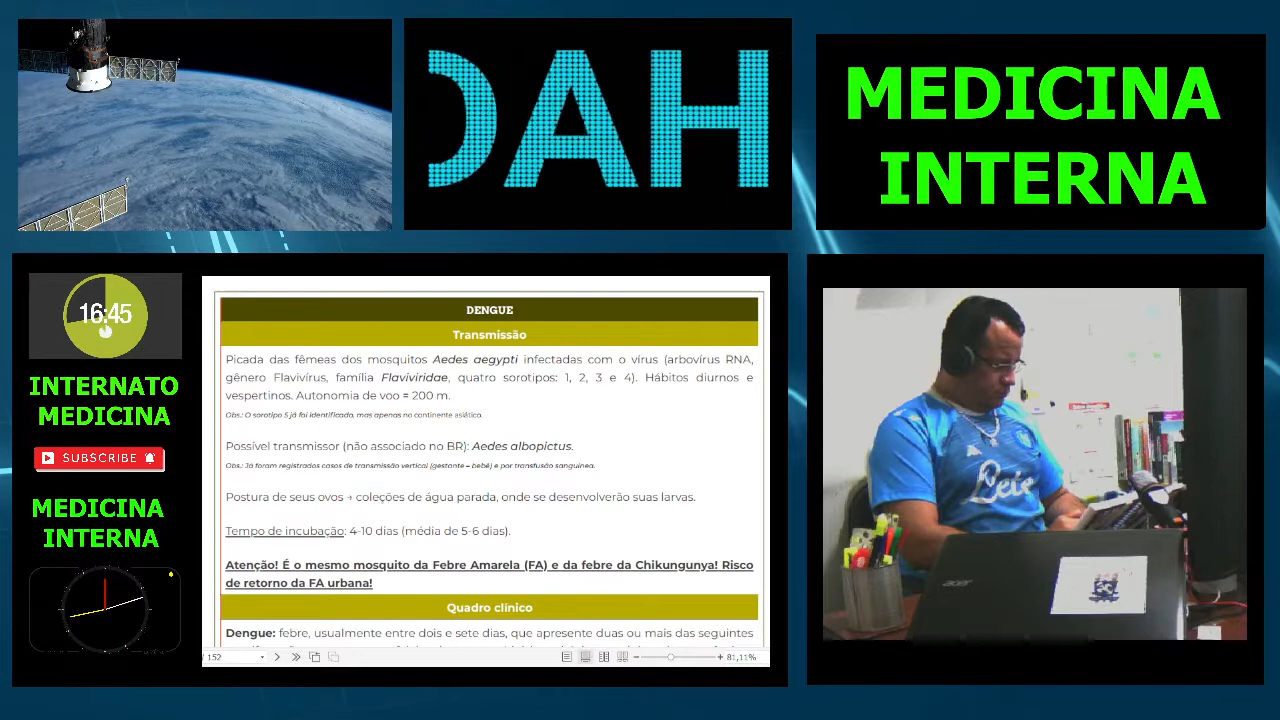 DAH
MEDICINA
INTERNA
16:45
INTERNATO
MEDICINA
SUBSCRIBE
MEDICINA
INTERNA
DENGUE
Transmissão
Picada das fêmeas dos mosquitos Aedes aegypti infectadas com o vírus (arbovírus RNA,
gênero Flavivírus, família Flaviviridae, quatro sorotipos: 1, 2, 3 e 4). Hábitos diurnos e
vespertinos. Autonomia de voo = 200 m.
Obs.: O sorotipo 5 já foi identificado, mas apenas no continente asiático.
Possível transmissor (não associado no BR): Aedes albopictus.
Obs.: Já foram registrados casos de transmissão vertical (gestante – bebê) e por transfusão sanguínea.
Postura de seus ovos → coleções de água parada, onde se desenvolverão suas larvas.
Tempo de incubação: 4-10 dias (média de 5-6 dias).
Atenção! É o mesmo mosquito da Febre Amarela (FA) e da febre da Chikungunya! Risco
de retorno da FA urbana!
Quadro clínico
Dengue: febre, usualmente entre dois e sete dias, que apresente duas ou mais das seguintes
/ 152
81,11%
Lete
acer